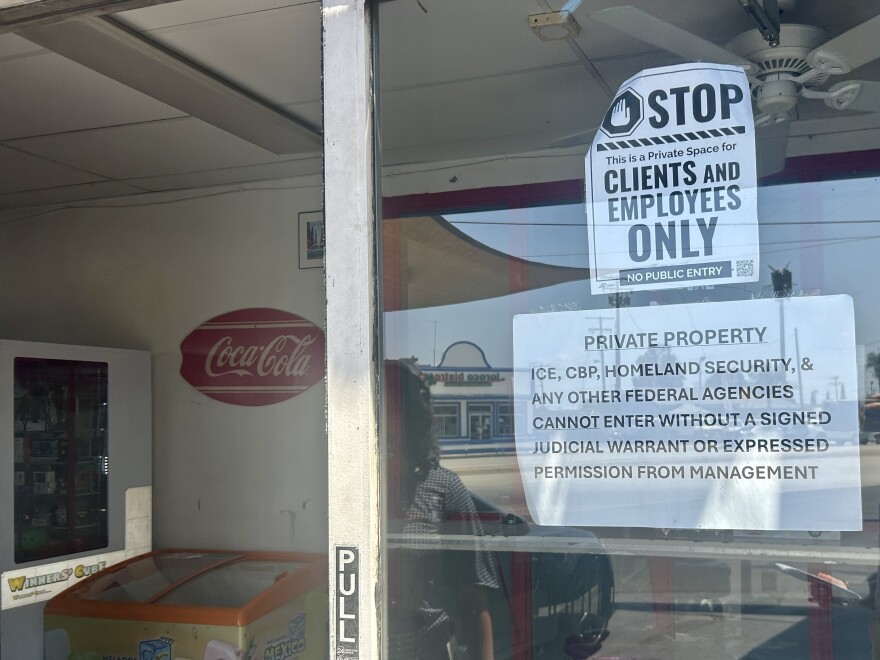 STOP
This is a Private Space for
CLIENTS AND
EMPLOYEES
ONLY
NO PUBLIC ENTRY
PRIVATE PROPERTY
ICE, CBP, HOMELAND SECURITY, &
ANY OTHER FEDERAL AGENCIES
CANNOT ENTER WITHOUT A SIGNED
JUDICIAL WARRANT OR EXPRESSED
PERMISSION FROM MANAGEMENT
Coca-Cola
WINNERS' CUBE
PULL
MEXICO